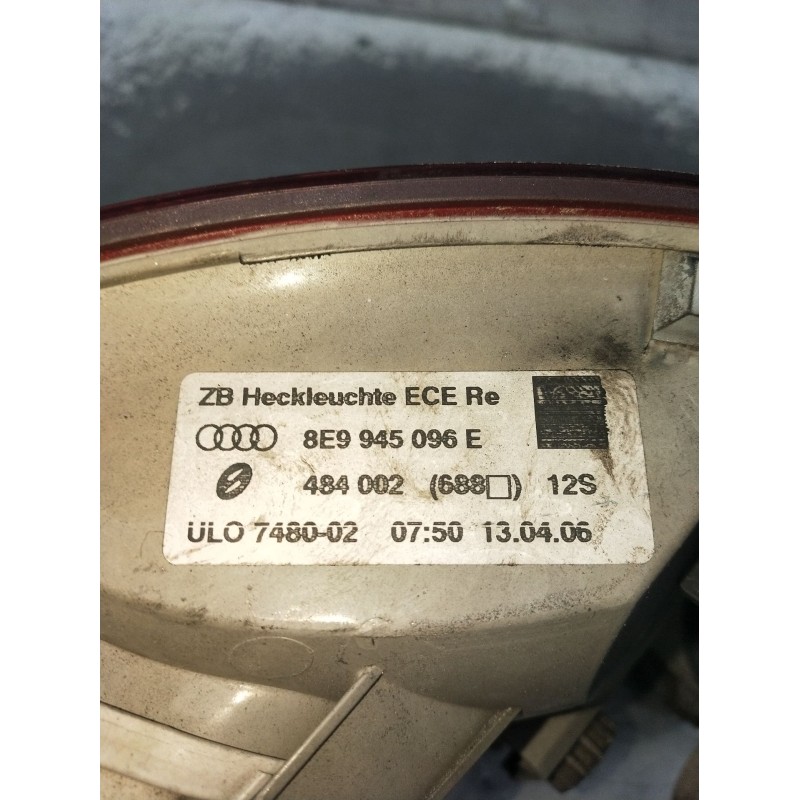 ZB Heckleuchte ECE Re
8E9 945 096 E
484 002 (688□) 12S
ULO 7480-02 07:50 13.04.06